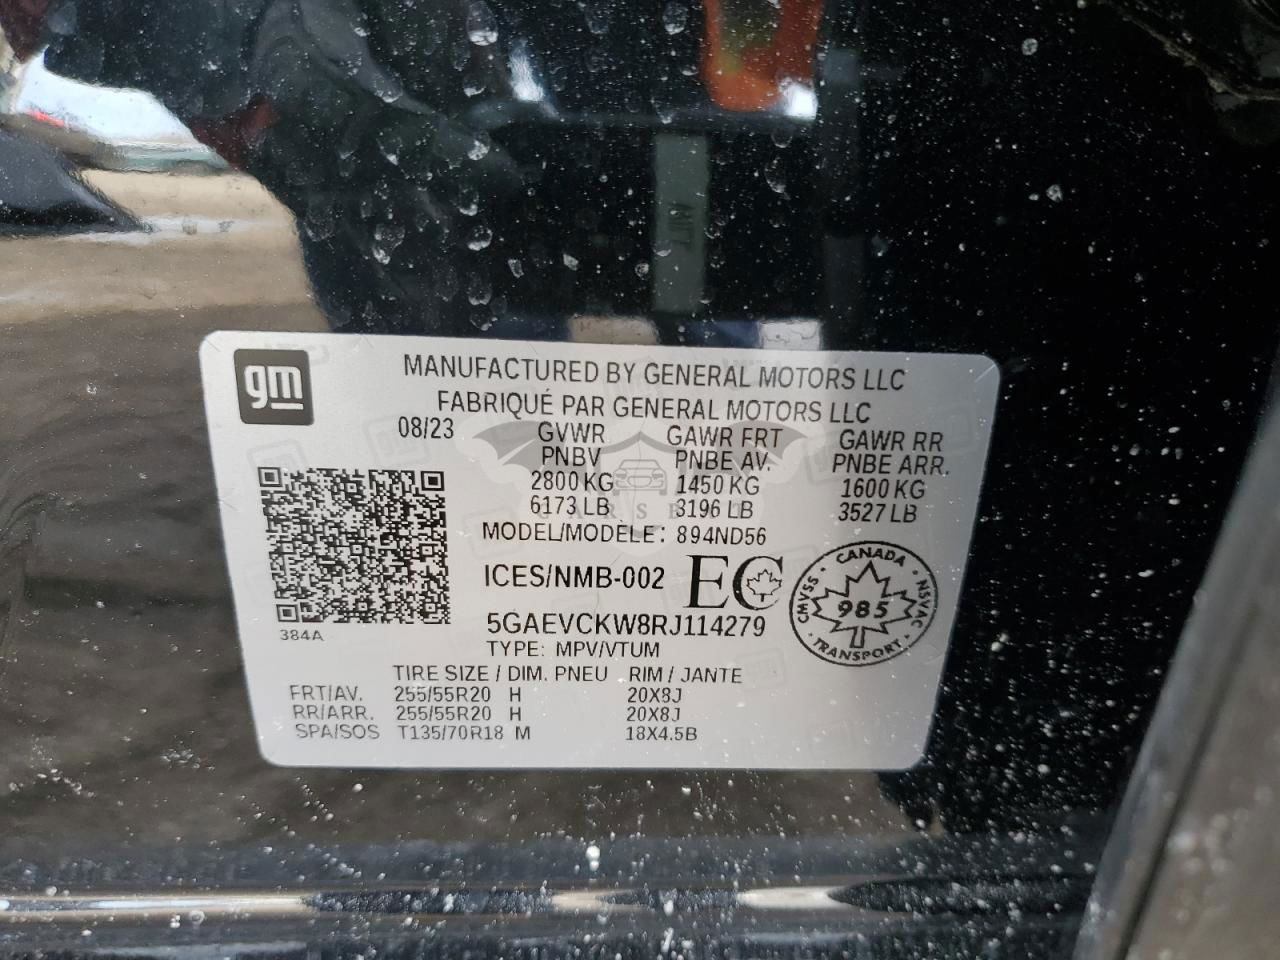 gm
MANUFACTURED BY GENERAL MOTORS LLC
FABRIQUÉ PAR GENERAL MOTORS LLC
08/23 GVWR GAWR FRT GAWR RR
PNBV PNBE AV. PNBE ARR.
2800 KG 1450 KG 1600 KG
6173 LB 3196 LB 3527 LB
MODEL/MODÈLE: 894ND56
ICES/NMB-002 EC
CANADA
CMVSS 985 NSVAC
TRANSPORT
5GAEVCKW8RJ114279
384A
TYPE: MPV/VTUM
TIRE SIZE / DIM. PNEU RIM / JANTE
FRT/AV. 255/55R20 H 20X8J
RR/ARR. 255/55R20 H 20X8J
SPA/SOS T135/70R18 M 18X4.5B